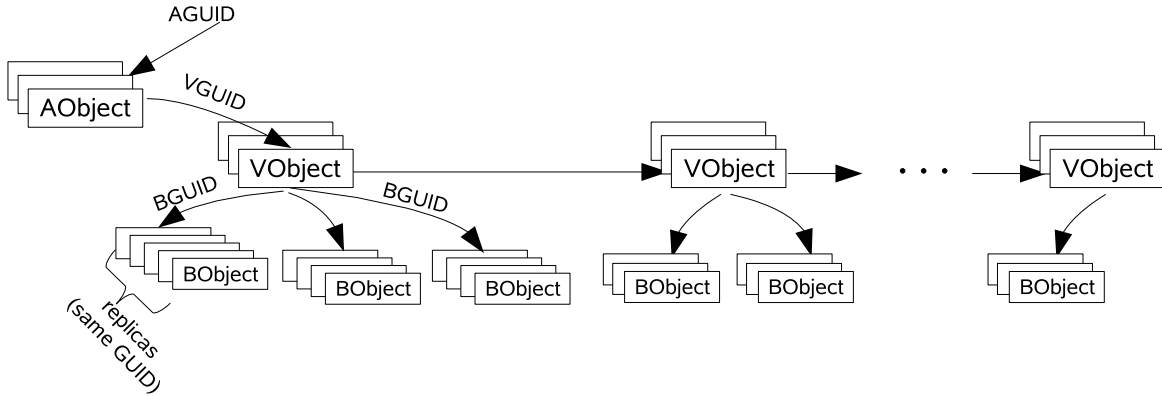 AGUID
AObject
VGUID
VObject
VObject
. . .
VObject
BGUID
BGUID
BObject
BObject
BObject
BObject
BObject
BObject
replicas
(same GUID)